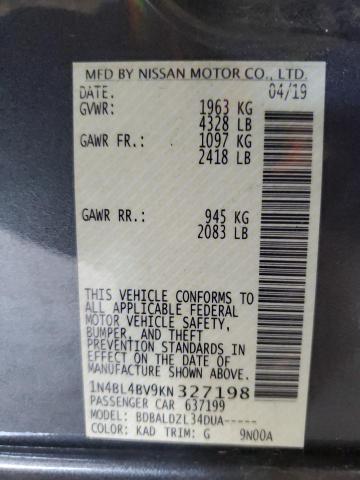 MFD BY NISSAN MOTOR CO., LTD.
DATE. 04/19
GVWR: 1963 KG
4328 LB
GAWR FR.: 1097 KG
2418 LB
GAWR RR.: 945 KG
2083 LB
THIS VEHICLE CONFORMS TO
ALL APPLICABLE FEDERAL
MOTOR VEHICLE SAFETY,
BUMPER, AND THEFT
PREVENTION STANDARDS
IN EFFECT ON THE DATE OF
MANUFACTURE SHOWN ABOVE.
1N4BL4BV9KN327198
PASSENGER CAR 637199
MODEL: BDBALDZL34DUA-----
COLOR: KAD TRIM: G 9N00A